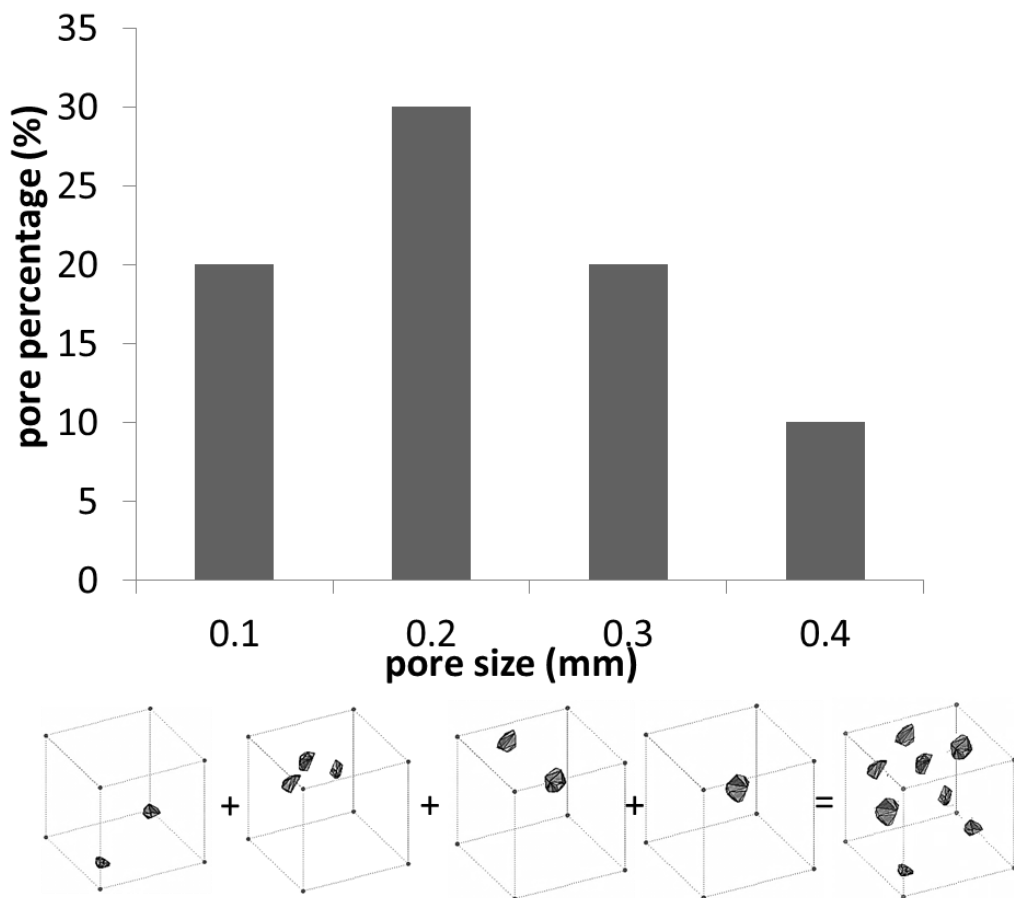 35
30
25
20
15
10
5
0
pore percentage (%)
0.1 0.2 0.3 0.4
pore size (mm)
+ + + =